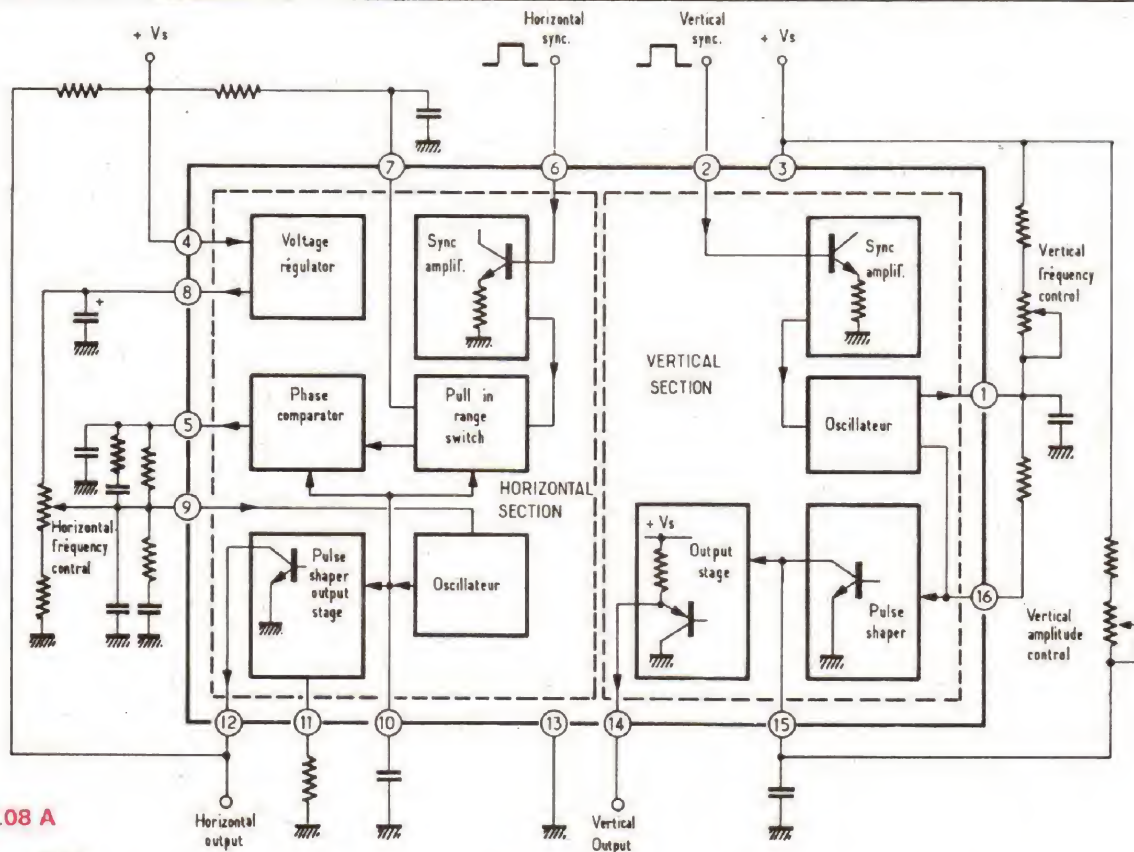 Horizontal
sync.
Vertical
sync.
+ Vs
+ Vs
7
6
2
3
4
Voltage
régulator
8
Sync
amplif.
Sync
amplif.
Vertical
fréquency
control
VERTICAL
SECTION
5
Phase
comparator
Pull in
range
switch
Oscillateur
1
HORIZONTAL
SECTION
9
Horizontal
fréquency
control
Pulse
shaper
output
stage
Oscillateur
+ Vs
Output
stage
Pulse
shaper
16
Vertical
amplitude
control
12
11
10
13
14
15
Horizontal
output
Vertical
Output
08 A